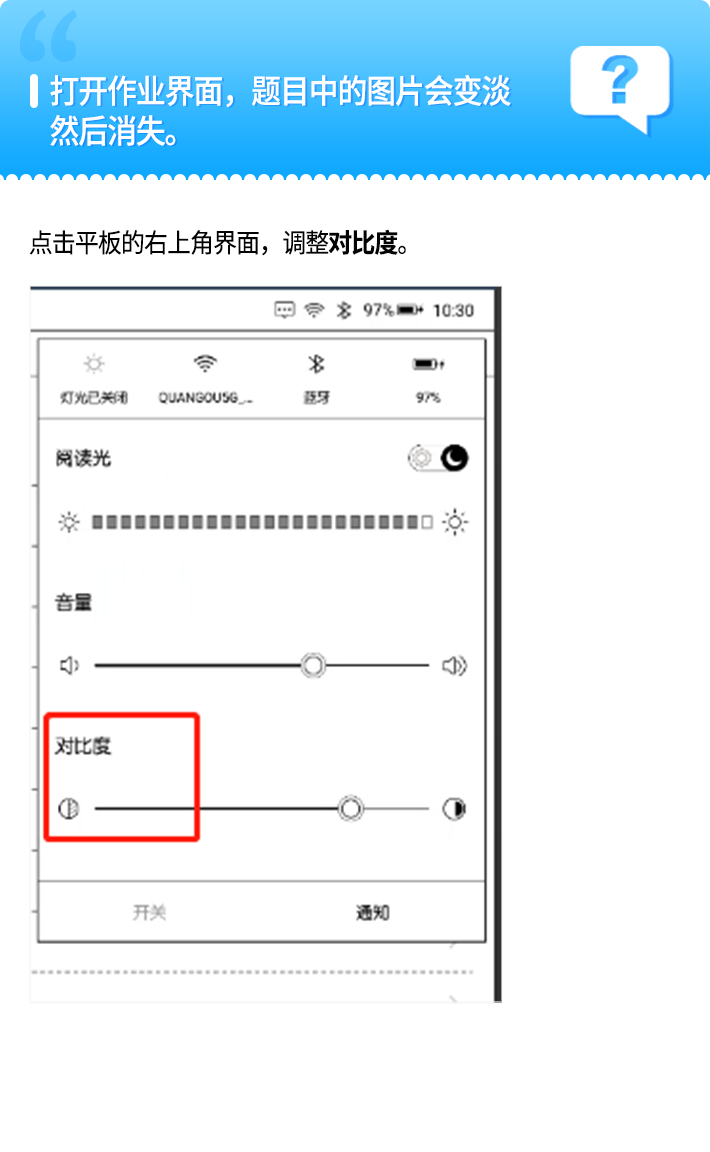 打开作业界面，题目中的图片会变淡
然后消失。
点击平板的右上角界面，调整对比度。
97% 10:30
灯光已关闭 QUANGOU5G_... 蓝牙 97%
阅读光
音量
对比度
开关 通知